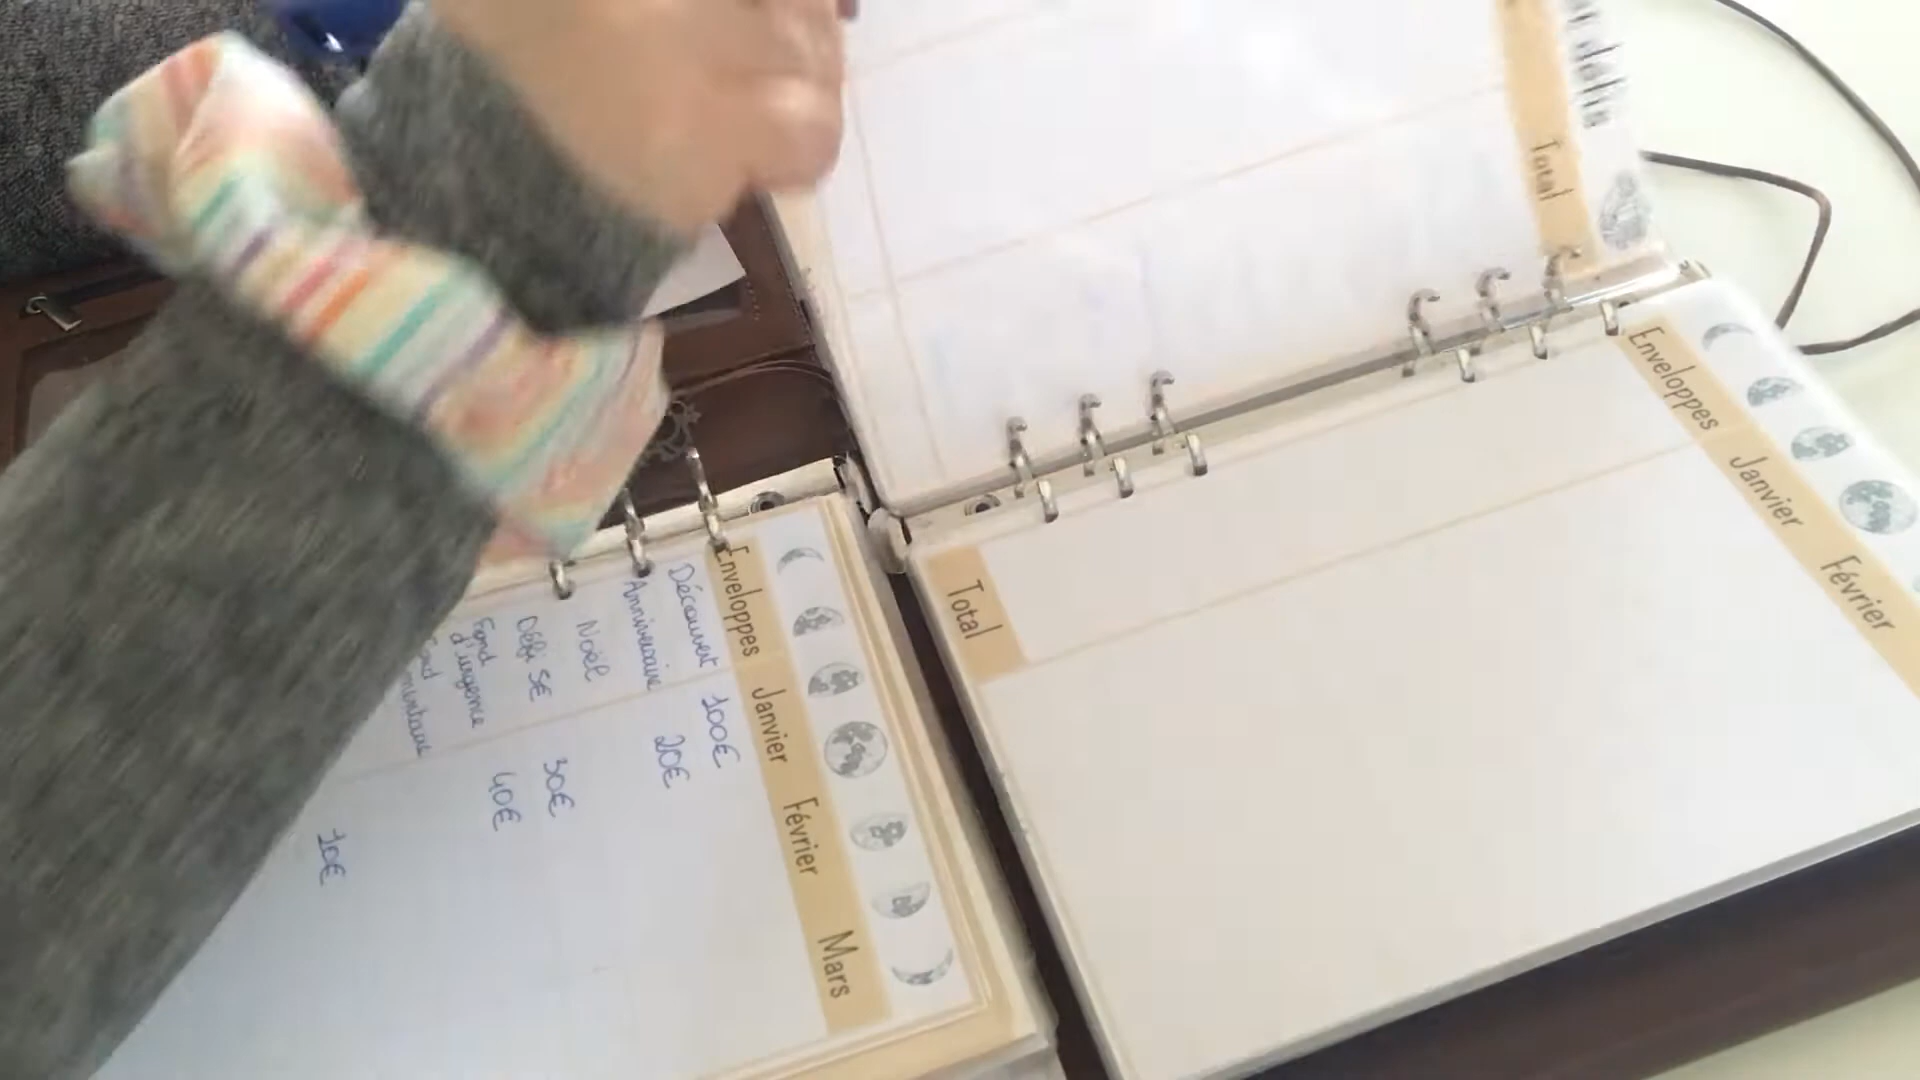 Total
Enveloppes
Janvier
Février
Total
Enveloppes
Janvier
Février
Mars
Découvert 100€
Anniversaire 20€
Noël
Défi 5€ 30€
Fond d'urgence 40€
10€